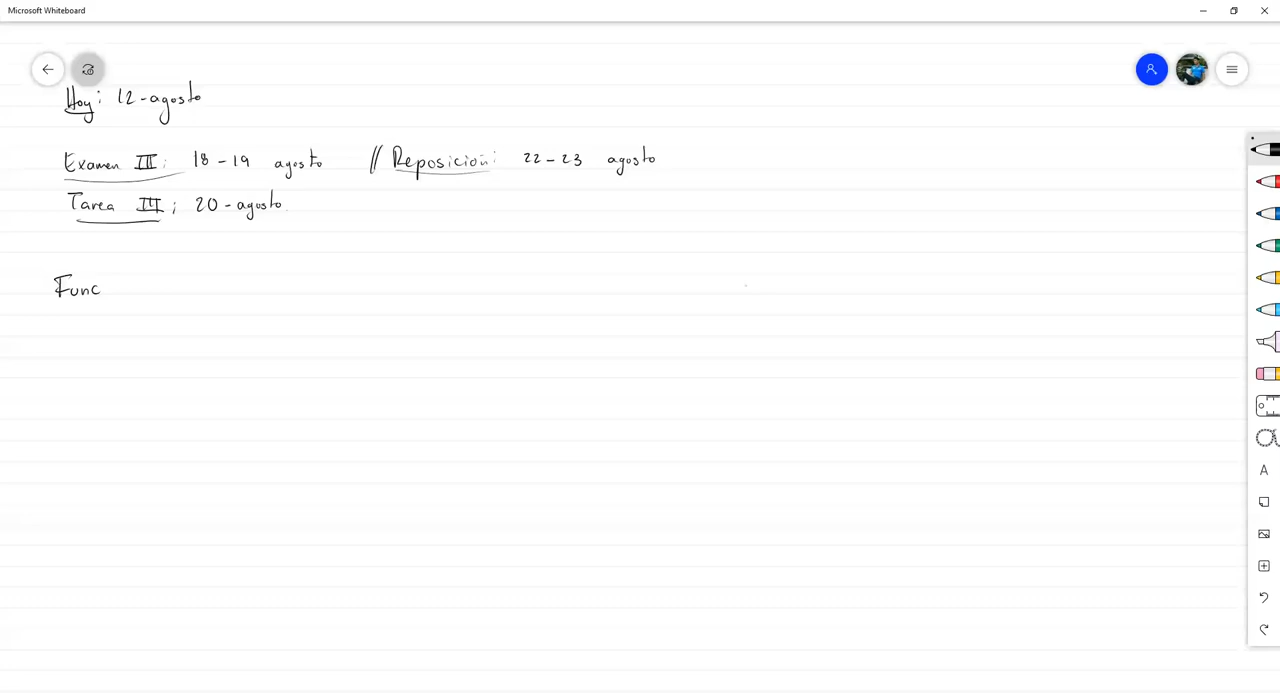 Microsoft Whiteboard
Hoy: 12-agosto
Examen III: 18-19 agosto // Reposición: 22-23 agosto
Tarea III: 20-agosto
Func
A